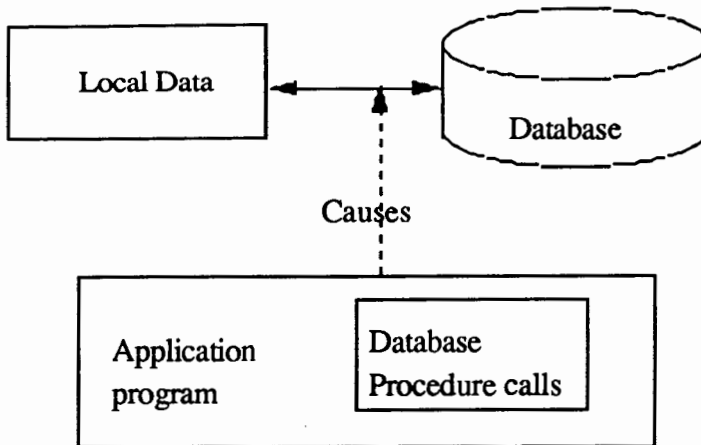 Local Data
Database
Causes
Application
program
Database
Procedure calls